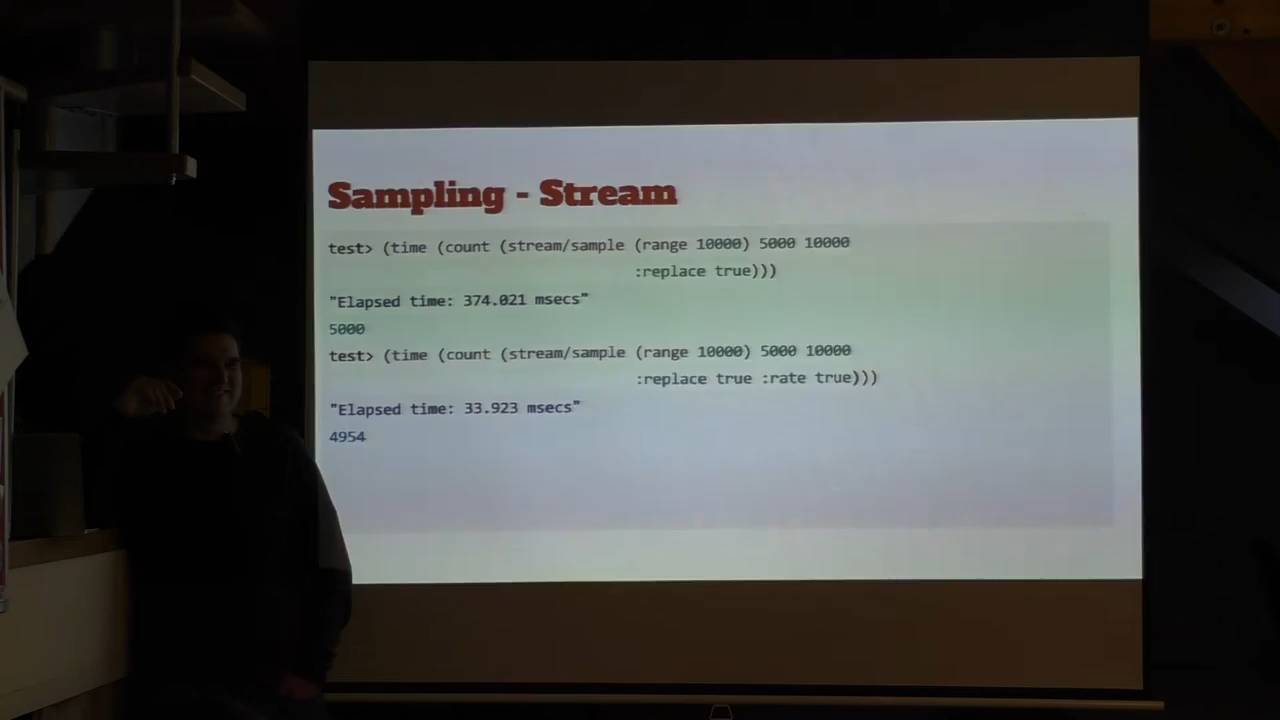 Sampling - Stream
test> (time (count (stream/sample (range 10000) 5000 10000
:replace true)))
"Elapsed time: 374.021 msecs"
5000
test> (time (count (stream/sample (range 10000) 5000 10000
:replace true :rate true)))
"Elapsed time: 33.923 msecs"
4954